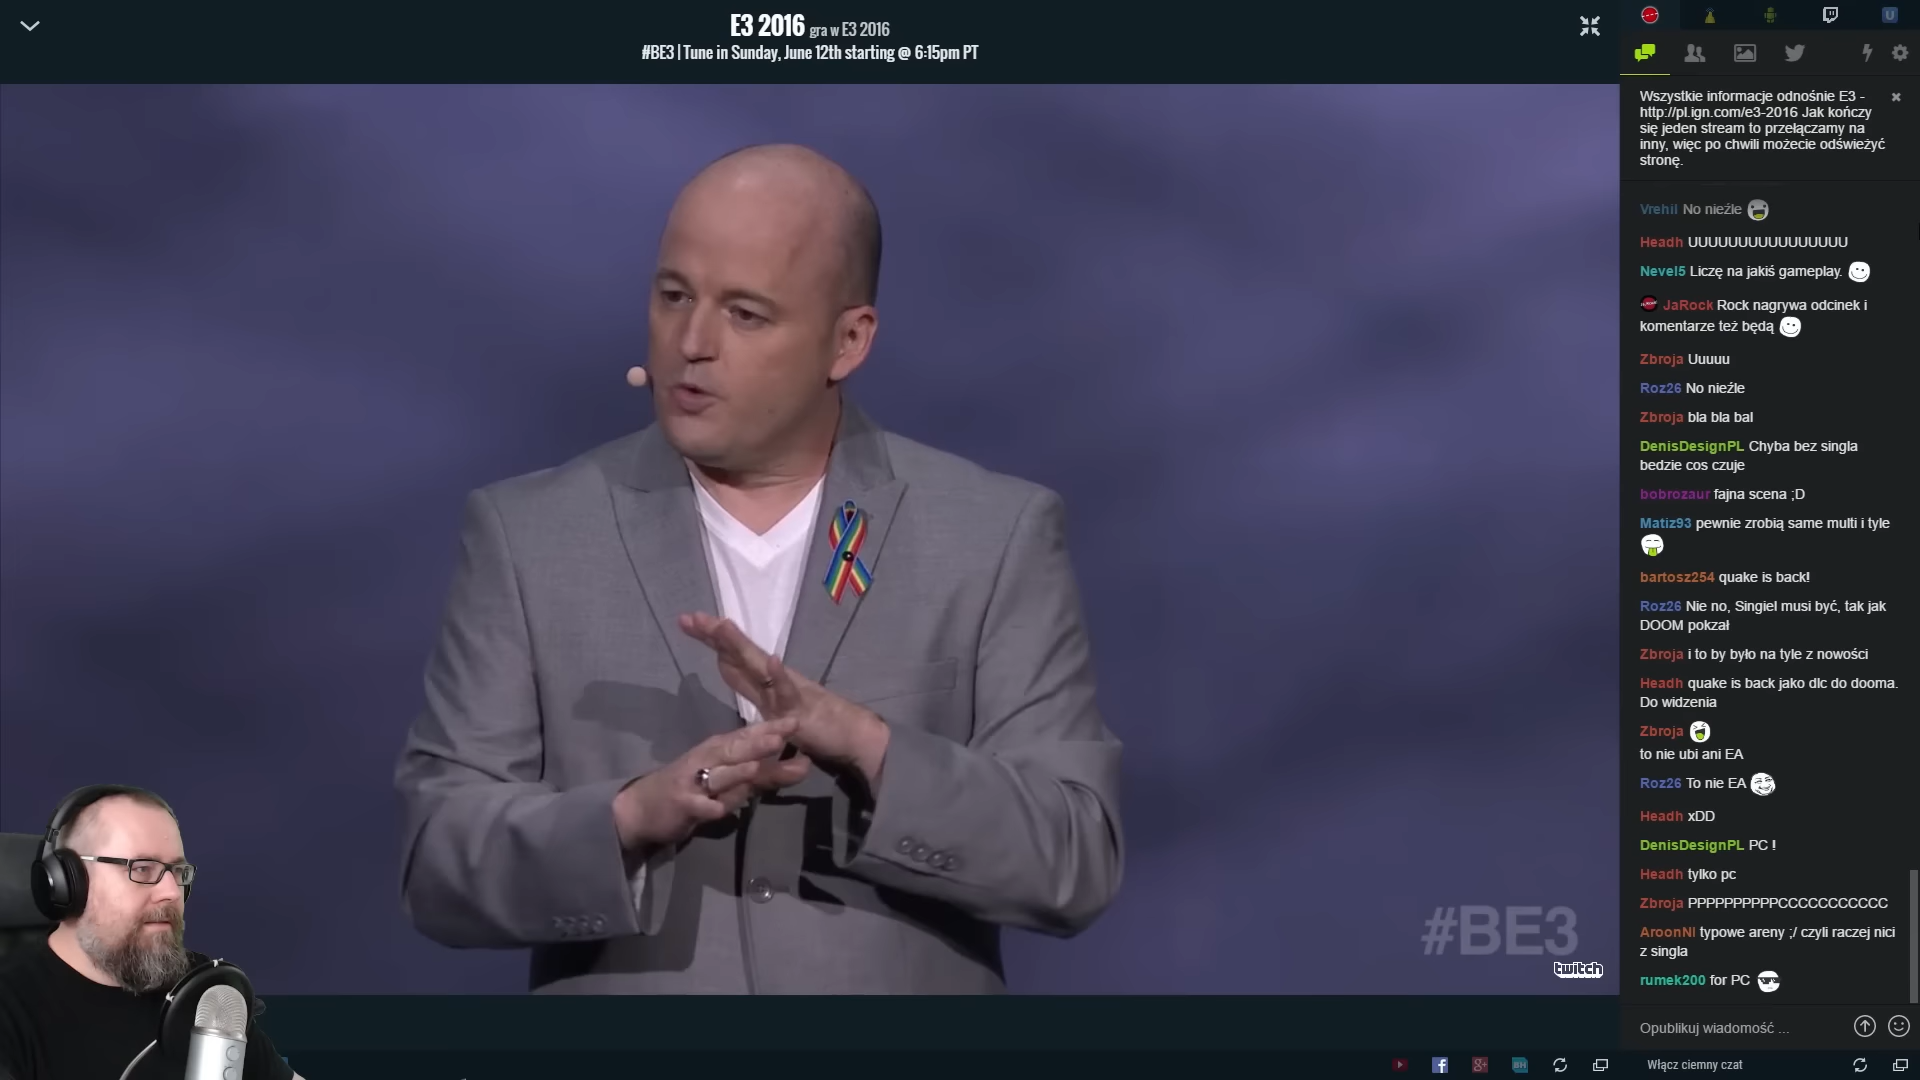 E3 2016 gra w E3 2016
#BE3 | Tune in Sunday, June 12th starting @ 6:15pm PT
Wszystkie informacje odnośnie E3 -
http://pl.ign.com/e3-2016 Jak kończy
się jeden stream to przełączamy na
inny, więc po chwili możecie odświeżyć
stronę.
Vrehil No nieźle
Headh UUUUUUUUUUUUUUUU
Nevel5 Liczę na jakiś gameplay.
JaRock Rock nagrywa odcinek i
komentarze też będą
Zbroja Uuuuu
Roz26 No nieźle
Zbroja bla bla bal
DenisDesignPL Chyba bez singla
bedzie cos czuje
bobrozaur fajna scena ;D
Matiz93 pewnie zrobią same multi i tyle
bartosz254 quake is back!
Roz26 Nie no, Singiel musi być, tak jak
DOOM pokzał
Zbroja i to by było na tyle z nowości
Headh quake is back jako dlc do dooma.
Do widzenia
Zbroja
to nie ubi ani EA
Roz26 To nie EA
Headh xDD
DenisDesignPL PC !
Headh tylko pc
Zbroja PPPPPPPPPPCCCCCCCCCCC
AroonNI typowe areny ;/ czyli raczej nici
z singla
rumek200 for PC
#BE3
twitch
Opublikuj wiadomość ...
Włącz ciemny czat